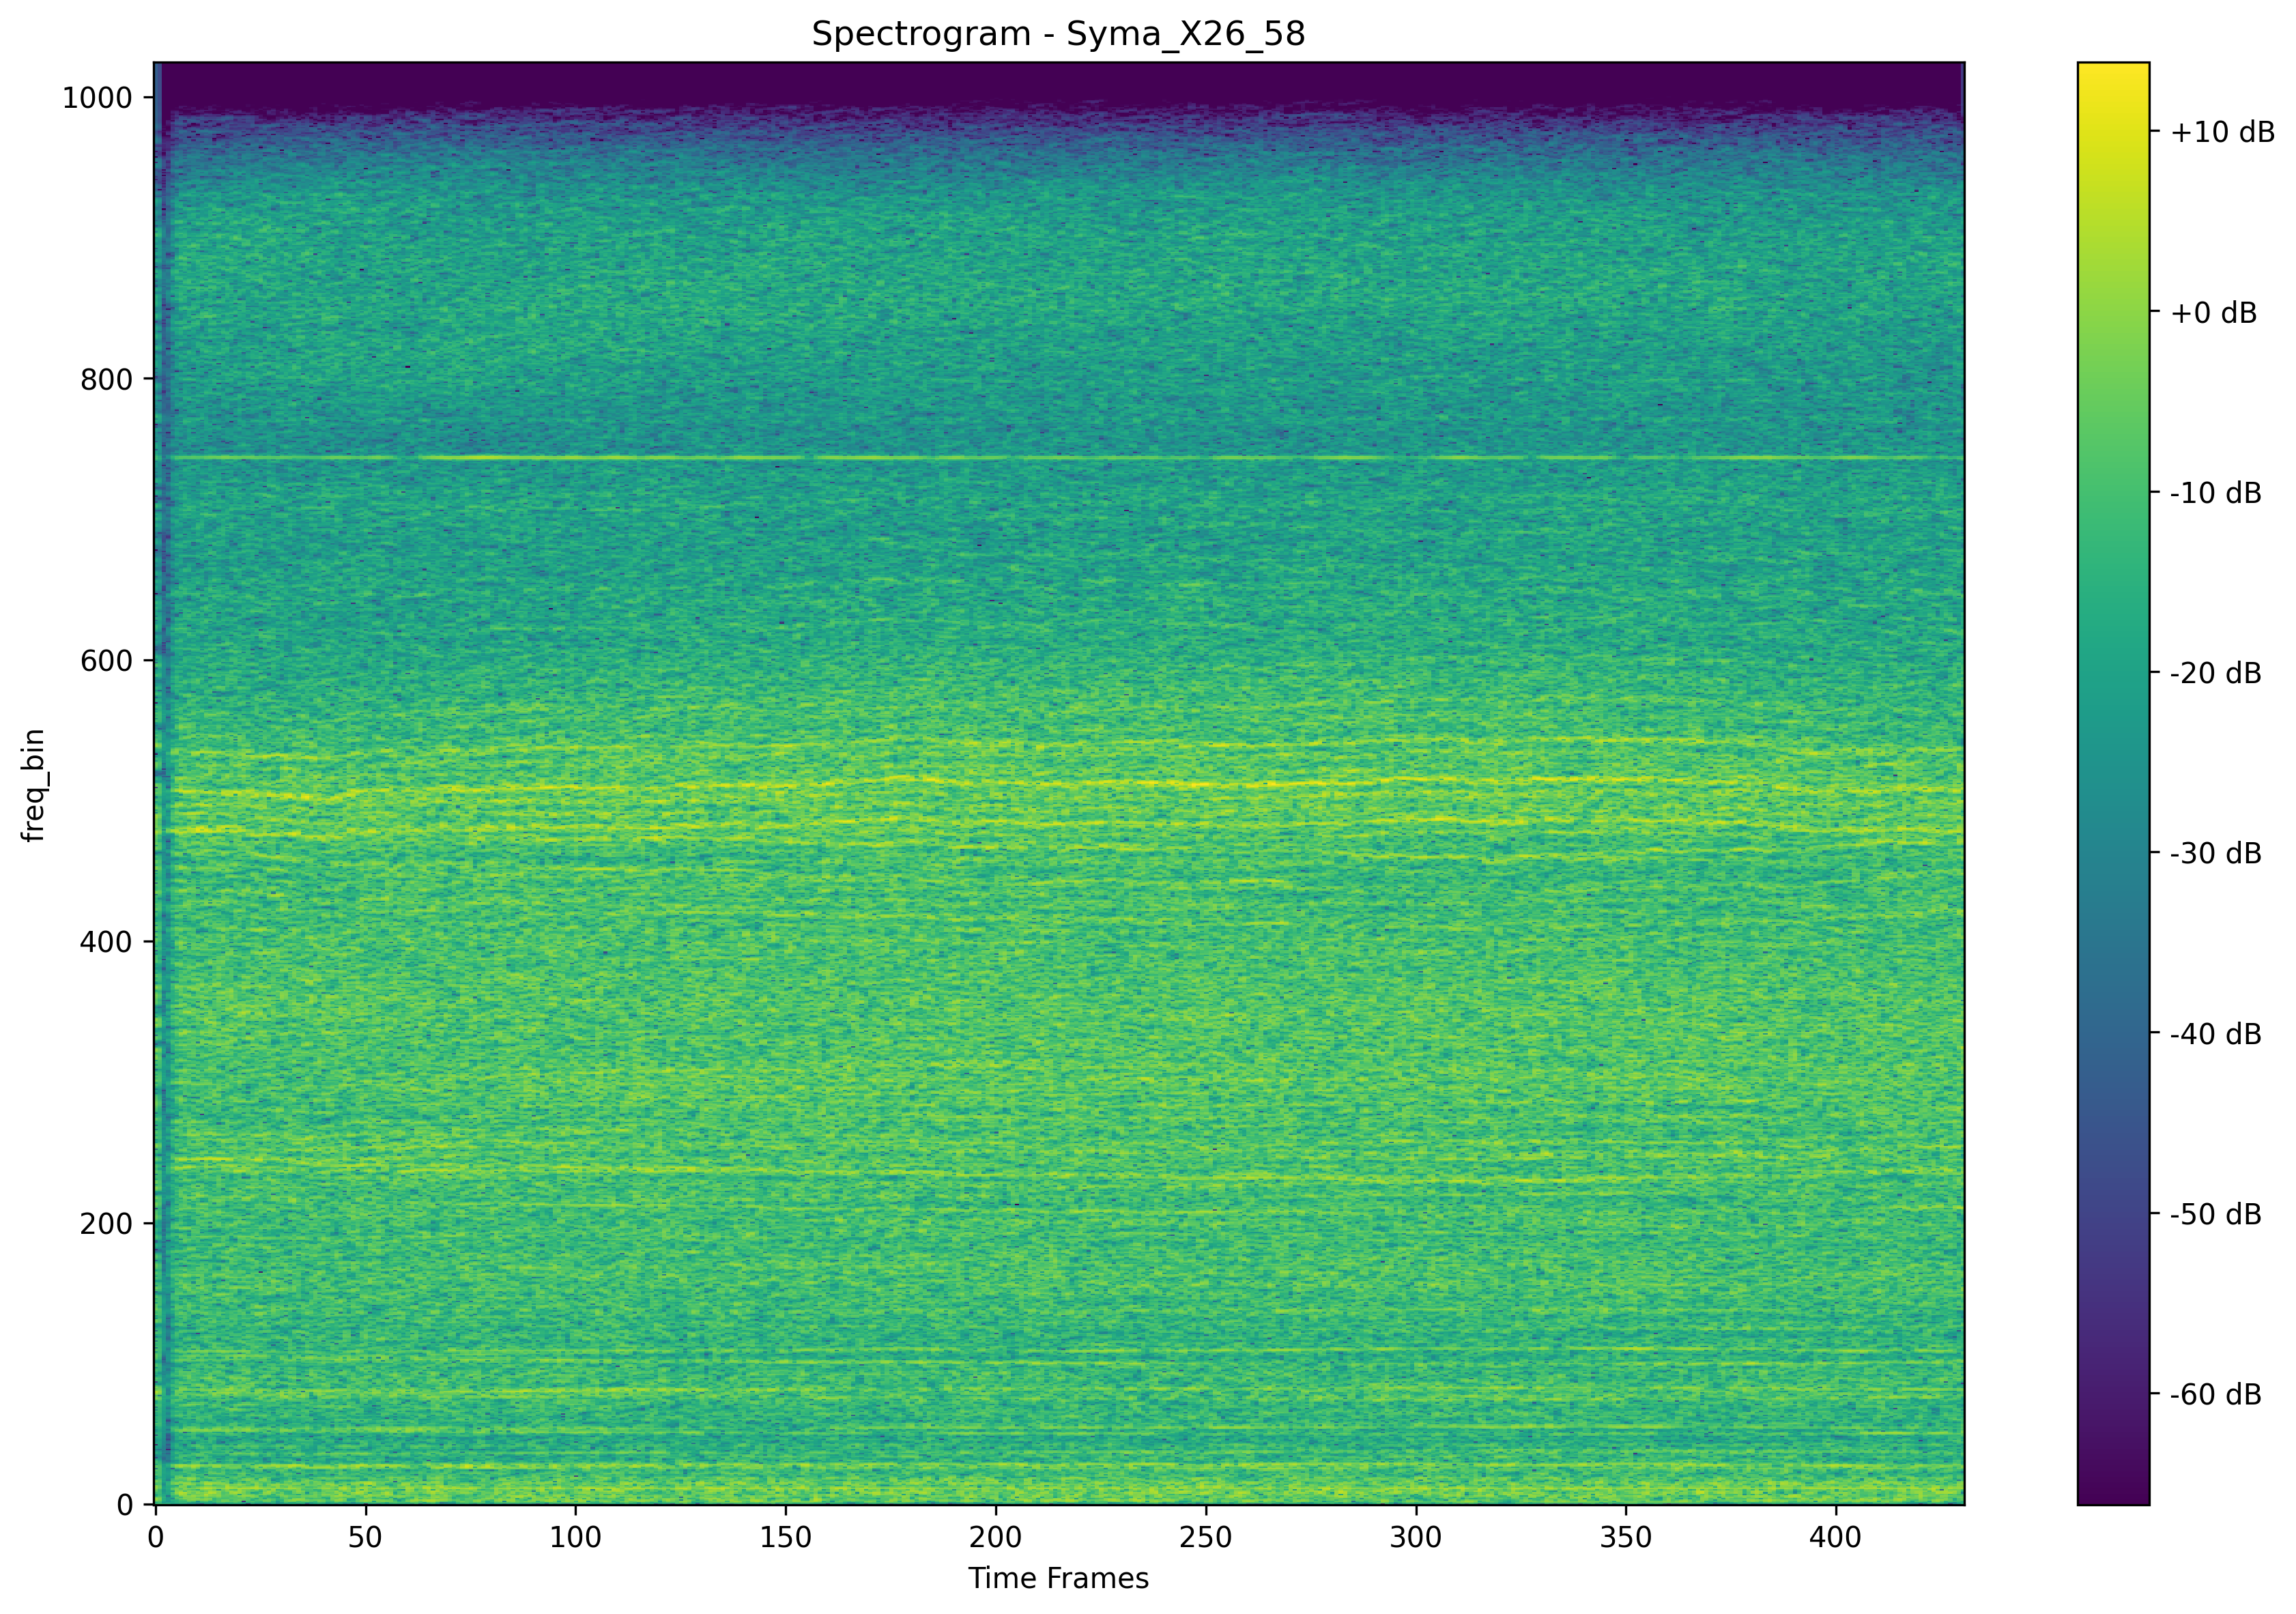 Spectrogram - Syma_X26_58
1000
800
600
400
200
0
freq_bin
0 50 100 150 200 250 300 350 400
Time Frames
+10 dB
+0 dB
-10 dB
-20 dB
-30 dB
-40 dB
-50 dB
-60 dB